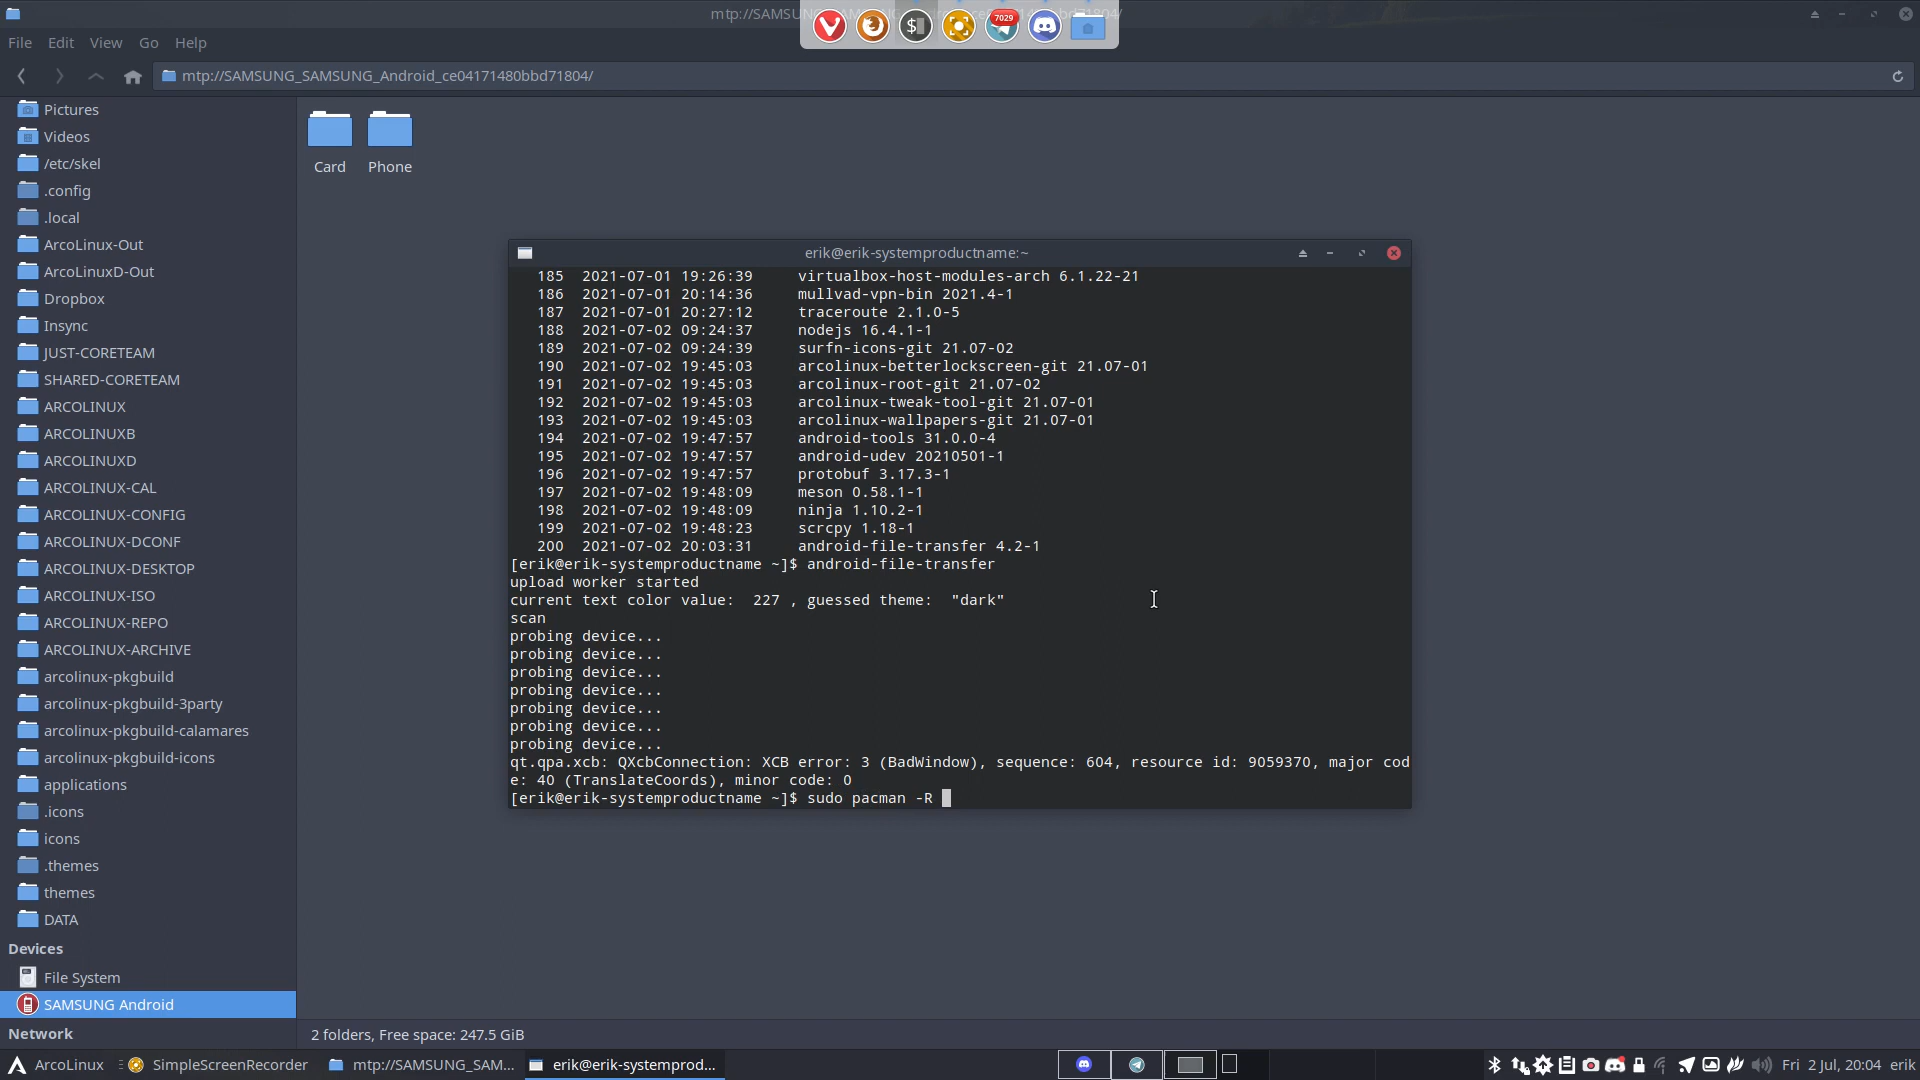 mtp://SAMSUNG_SAMSUNG_Android_ce04171480bbd71804/
7029
File Edit View Go Help
mtp://SAMSUNG_SAMSUNG_Android_ce04171480bbd71804/
Pictures
Videos
/etc/skel
.config
.local
ArcoLinux-Out
ArcoLinuxD-Out
Dropbox
Insync
JUST-CORETEAM
SHARED-CORETEAM
ARCOLINUX
ARCOLINUXB
ARCOLINUXD
ARCOLINUX-CAL
ARCOLINUX-CONFIG
ARCOLINUX-DCONF
ARCOLINUX-DESKTOP
ARCOLINUX-ISO
ARCOLINUX-REPO
ARCOLINUX-ARCHIVE
arcolinux-pkgbuild
arcolinux-pkgbuild-3party
arcolinux-pkgbuild-calamares
arcolinux-pkgbuild-icons
applications
.icons
icons
.themes
themes
DATA
Devices
File System
SAMSUNG Android
Network
Card Phone
erik@erik-systemproductname:~
185 2021-07-01 19:26:39 virtualbox-host-modules-arch 6.1.22-21
186 2021-07-01 20:14:36 mullvad-vpn-bin 2021.4-1
187 2021-07-01 20:27:12 traceroute 2.1.0-5
188 2021-07-02 09:24:37 nodejs 16.4.1-1
189 2021-07-02 09:24:39 surfn-icons-git 21.07-02
190 2021-07-02 19:45:03 arcolinux-betterlockscreen-git 21.07-01
191 2021-07-02 19:45:03 arcolinux-root-git 21.07-02
192 2021-07-02 19:45:03 arcolinux-tweak-tool-git 21.07-01
193 2021-07-02 19:45:03 arcolinux-wallpapers-git 21.07-01
194 2021-07-02 19:47:57 android-tools 31.0.0-4
195 2021-07-02 19:47:57 android-udev 20210501-1
196 2021-07-02 19:47:57 protobuf 3.17.3-1
197 2021-07-02 19:48:09 meson 0.58.1-1
198 2021-07-02 19:48:09 ninja 1.10.2-1
199 2021-07-02 19:48:23 scrcpy 1.18-1
200 2021-07-02 20:03:31 android-file-transfer 4.2-1
[erik@erik-systemproductname ~]$ android-file-transfer
upload worker started
current text color value:  227 , guessed theme:  "dark"
scan
probing device...
probing device...
probing device...
probing device...
probing device...
probing device...
probing device...
qt.qpa.xcb: QXcbConnection: XCB error: 3 (BadWindow), sequence: 604, resource id: 9059370, major cod
e: 40 (TranslateCoords), minor code: 0
[erik@erik-systemproductname ~]$ sudo pacman -R
2 folders, Free space: 247.5 GiB
ArcoLinux SimpleScreenRecorder mtp://SAMSUNG_SAM... erik@erik-systemprod... Fri 2 Jul, 20:04 erik